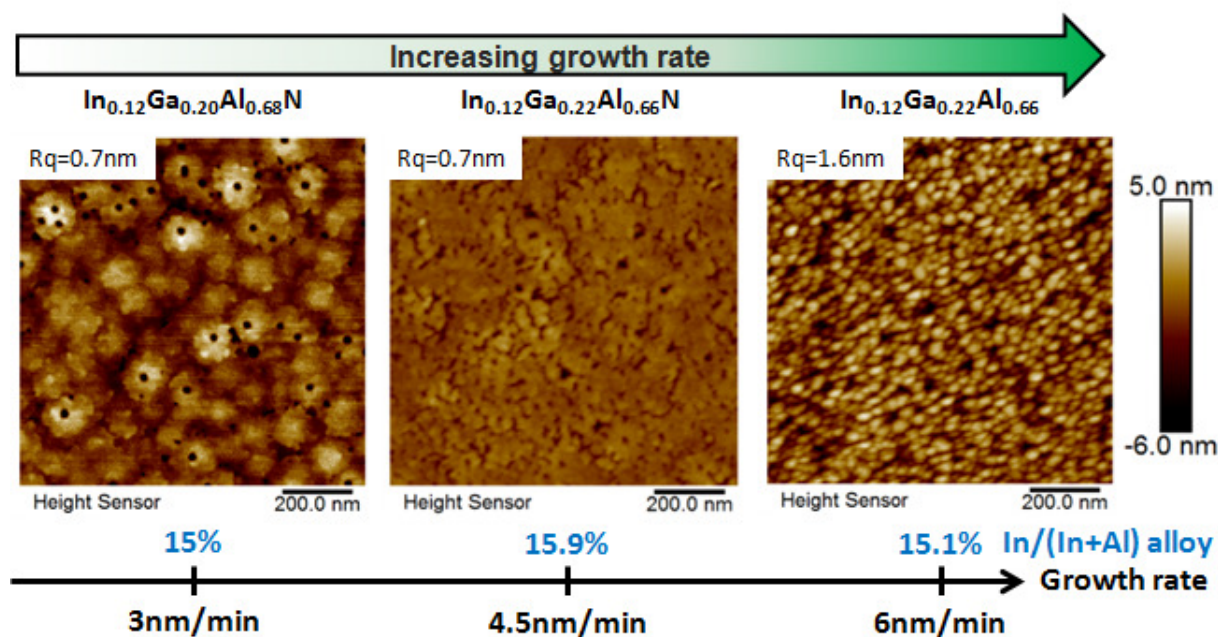 Increasing growth rate
In0.12Ga0.20Al0.68N
In0.12Ga0.22Al0.66N
In0.12Ga0.22Al0.66
Rq=0.7nm
Rq=0.7nm
Rq=1.6nm
5.0 nm
-6.0 nm
Height Sensor
200.0 nm
Height Sensor
200.0 nm
Height Sensor
200.0 nm
15%
15.9%
15.1%
In/(In+Al) alloy
Growth rate
3nm/min
4.5nm/min
6nm/min